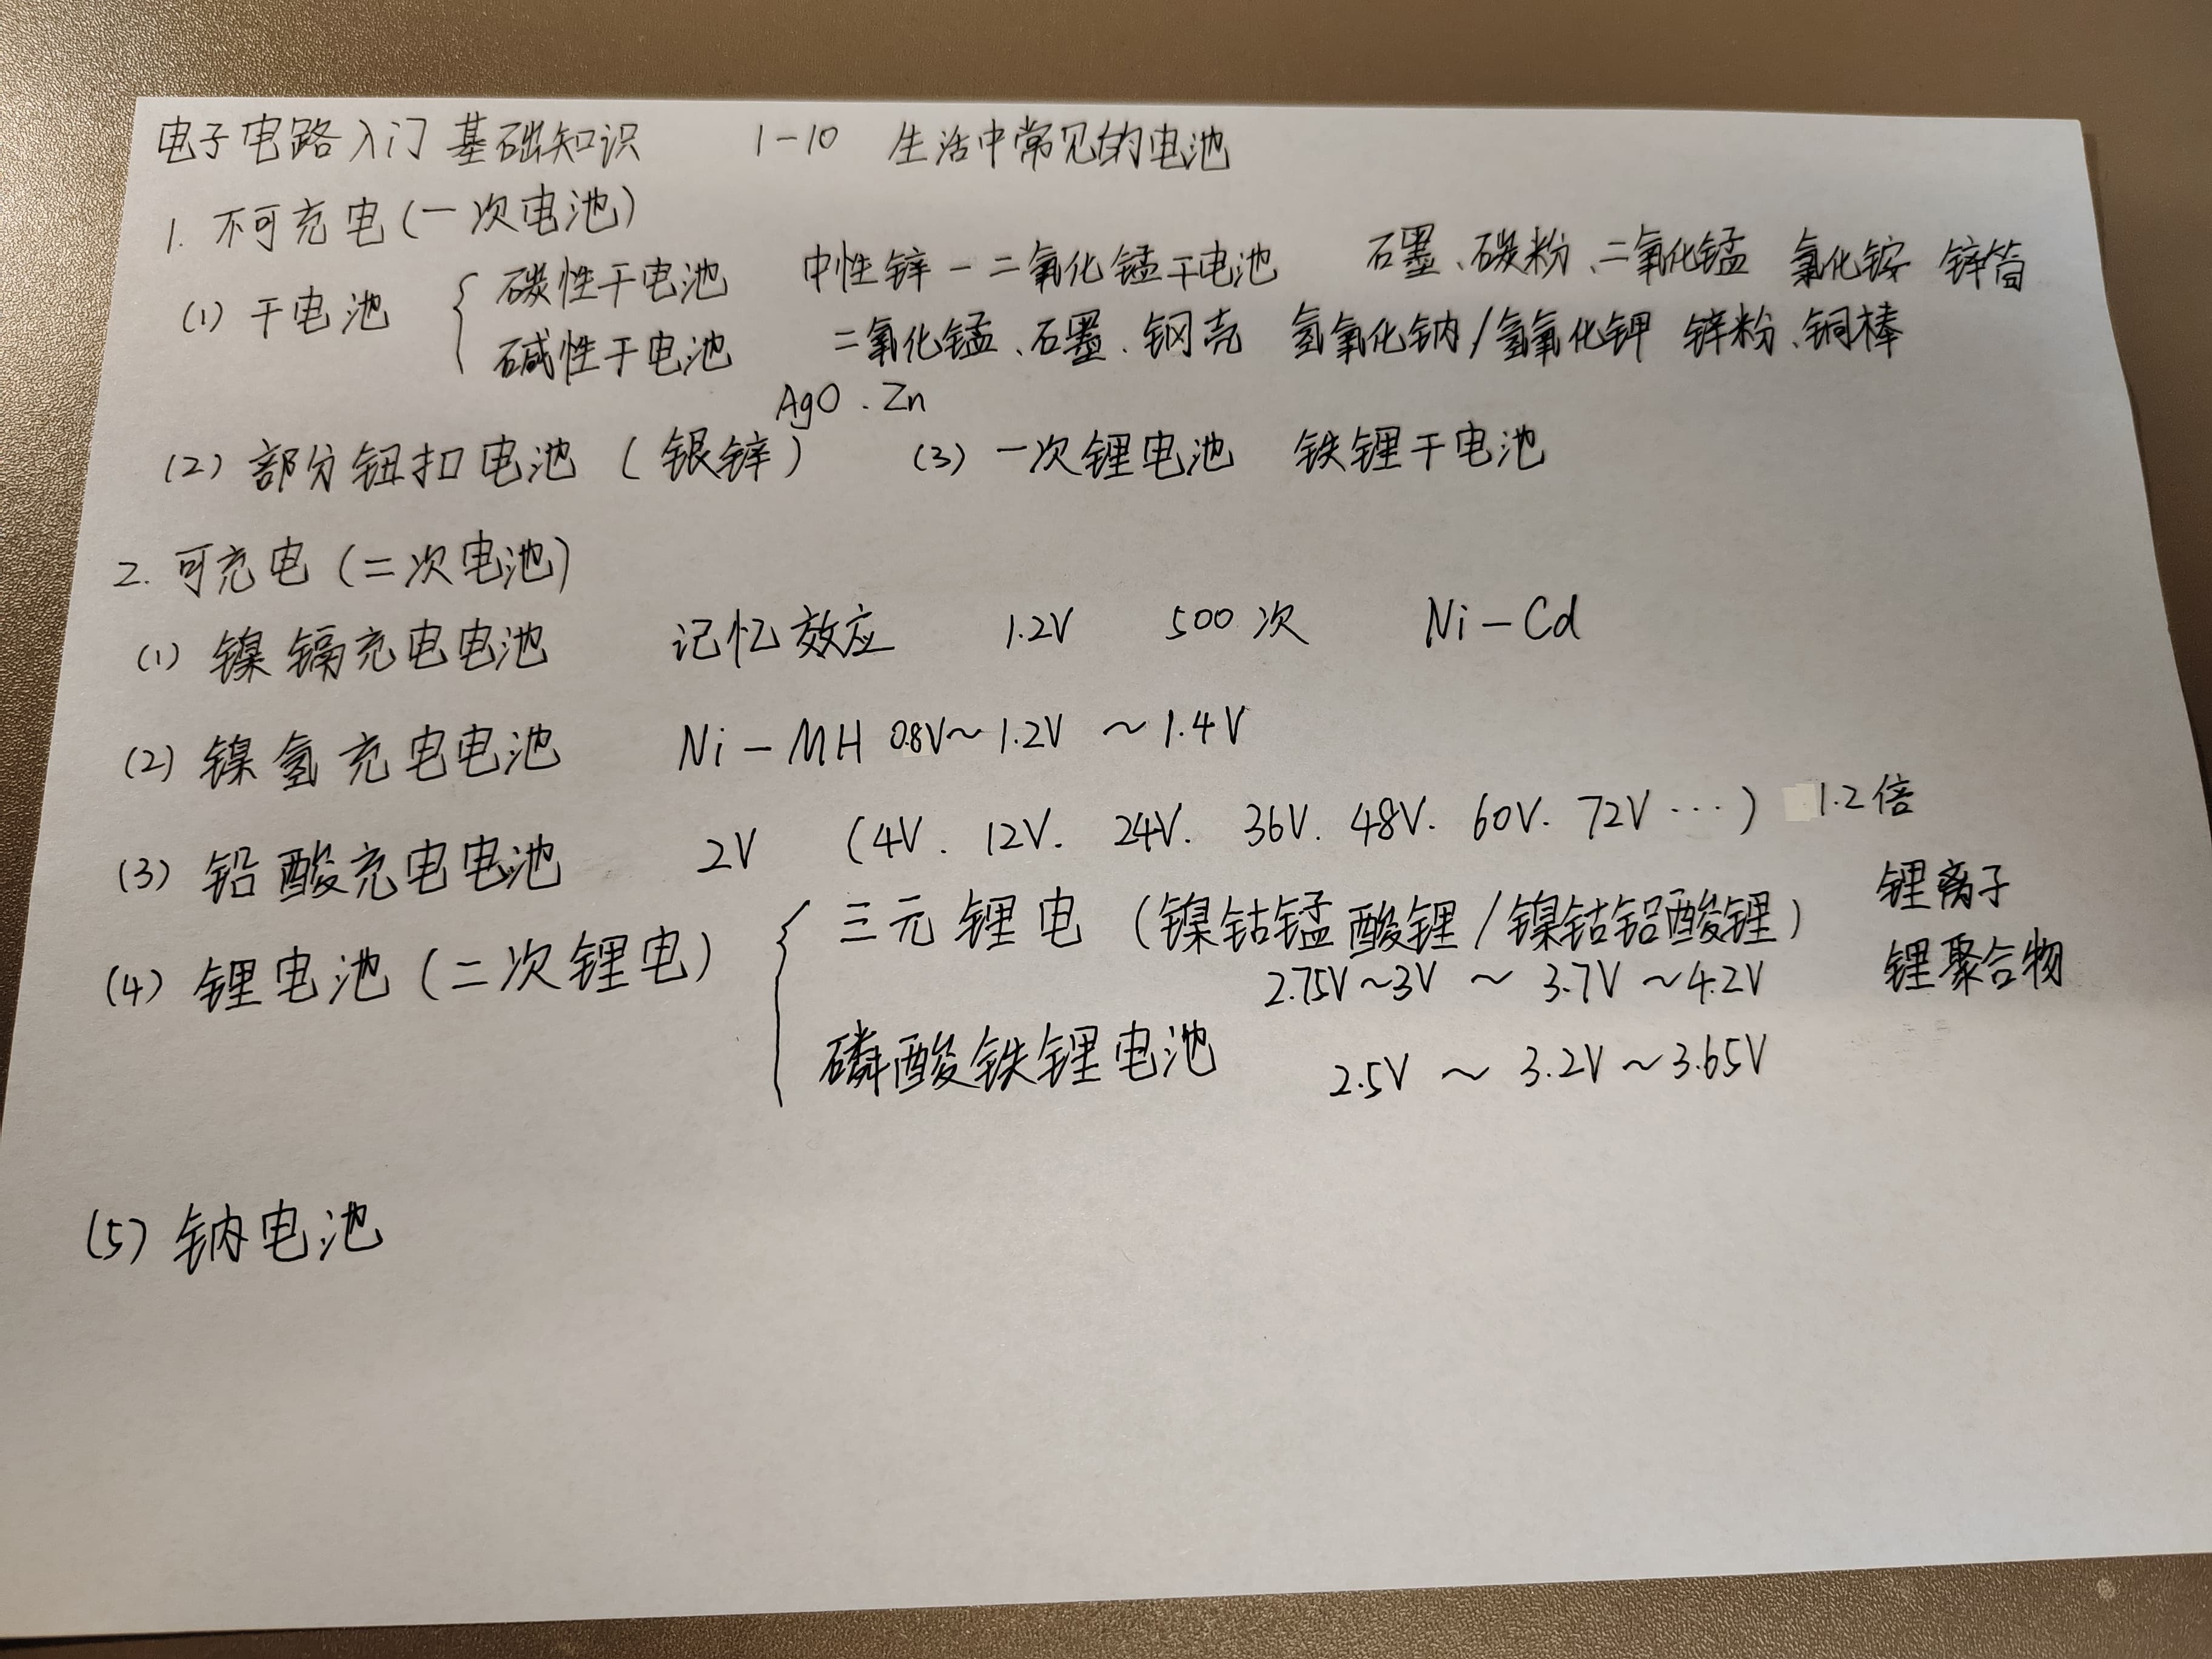 电子电路入门 基础知识 1-10 生活中常见的电池
1. 不可充电(一次电池)
(1) 干电池 { 碳性干电池 中性锌-二氧化锰干电池 石墨、碳粉、二氧化锰 氯化铵 锌筒
碱性干电池 二氧化锰、石墨、钢壳 氢氧化钠/氢氧化钾 锌粉、铜棒
AgO . Zn
(2) 部分钮扣电池 (银锌) (3) 一次锂电池 铁锂干电池
2. 可充电(二次电池)
(1) 镍镉充电电池 记忆效应 1.2V 500次 Ni-Cd
(2) 镍氢充电电池 Ni-MH 0.8V~1.2V ~1.4V
(3) 铅酸充电电池 2V (4V. 12V. 24V. 36V. 48V. 60V. 72V…) 1.2倍
(4) 锂电池(二次锂电) { 三元锂电 (镍钴锰酸锂/镍钴铝酸锂) 锂离子
2.75V~3V ~ 3.7V ~4.2V 锂聚合物
磷酸铁锂电池 2.5V ~ 3.2V ~3.65V
(5) 钠电池